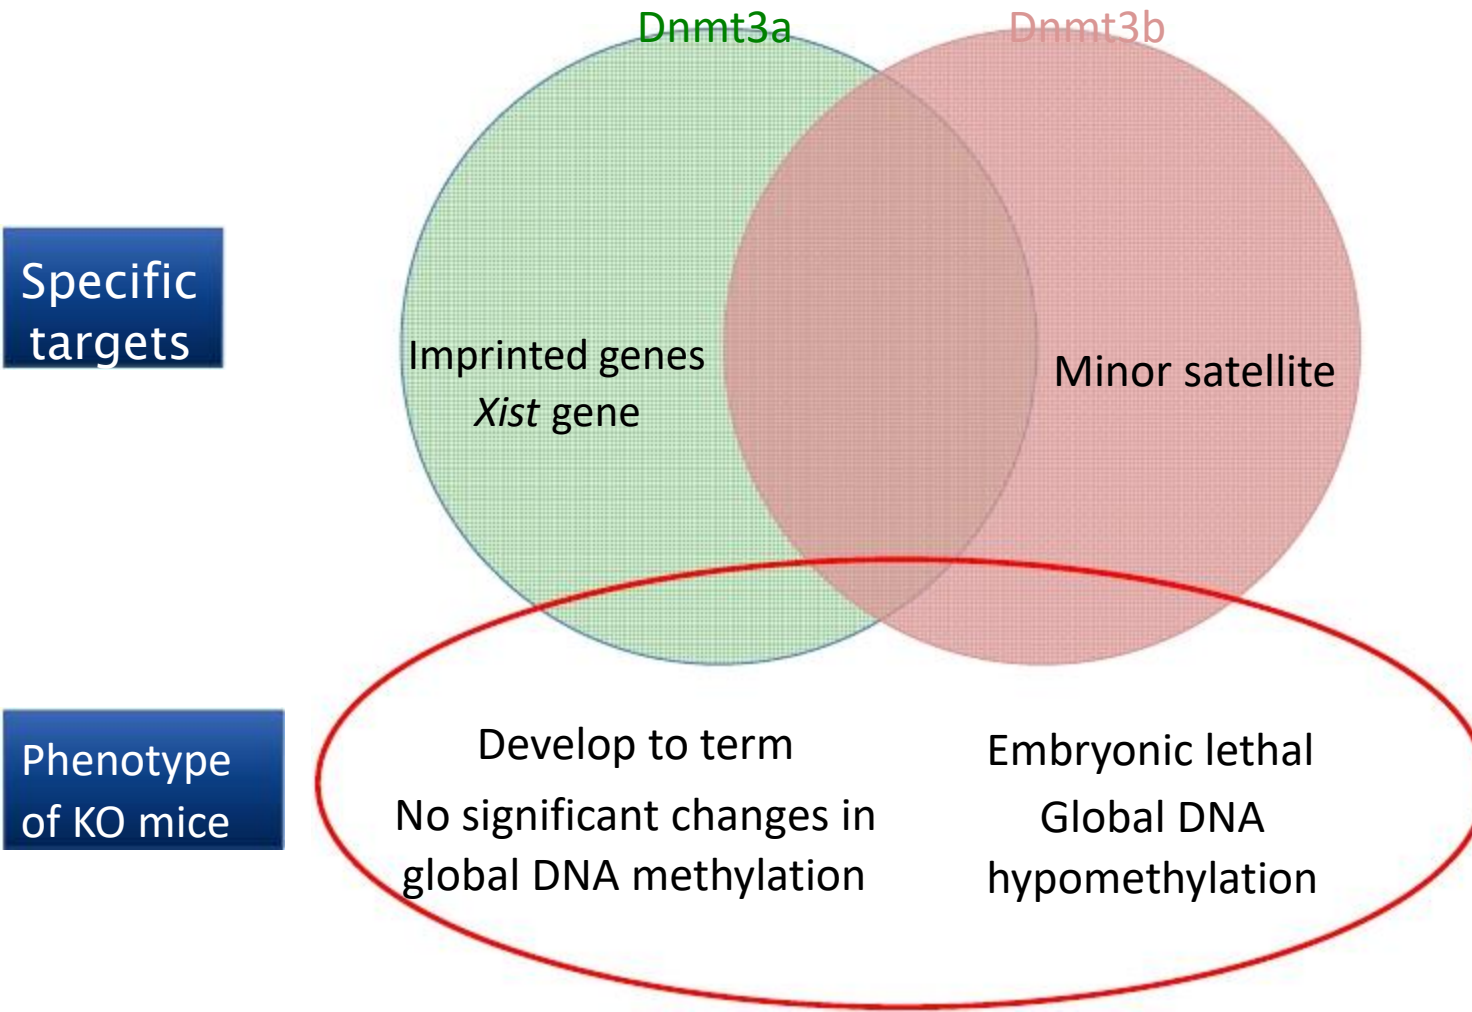 Dnmt3a
Dnmt3b
Specific
targets
Imprinted genes
Xist gene
Minor satellite
Phenotype
of KO mice
Develop to term
No significant changes in
global DNA methylation
Embryonic lethal
Global DNA
hypomethylation